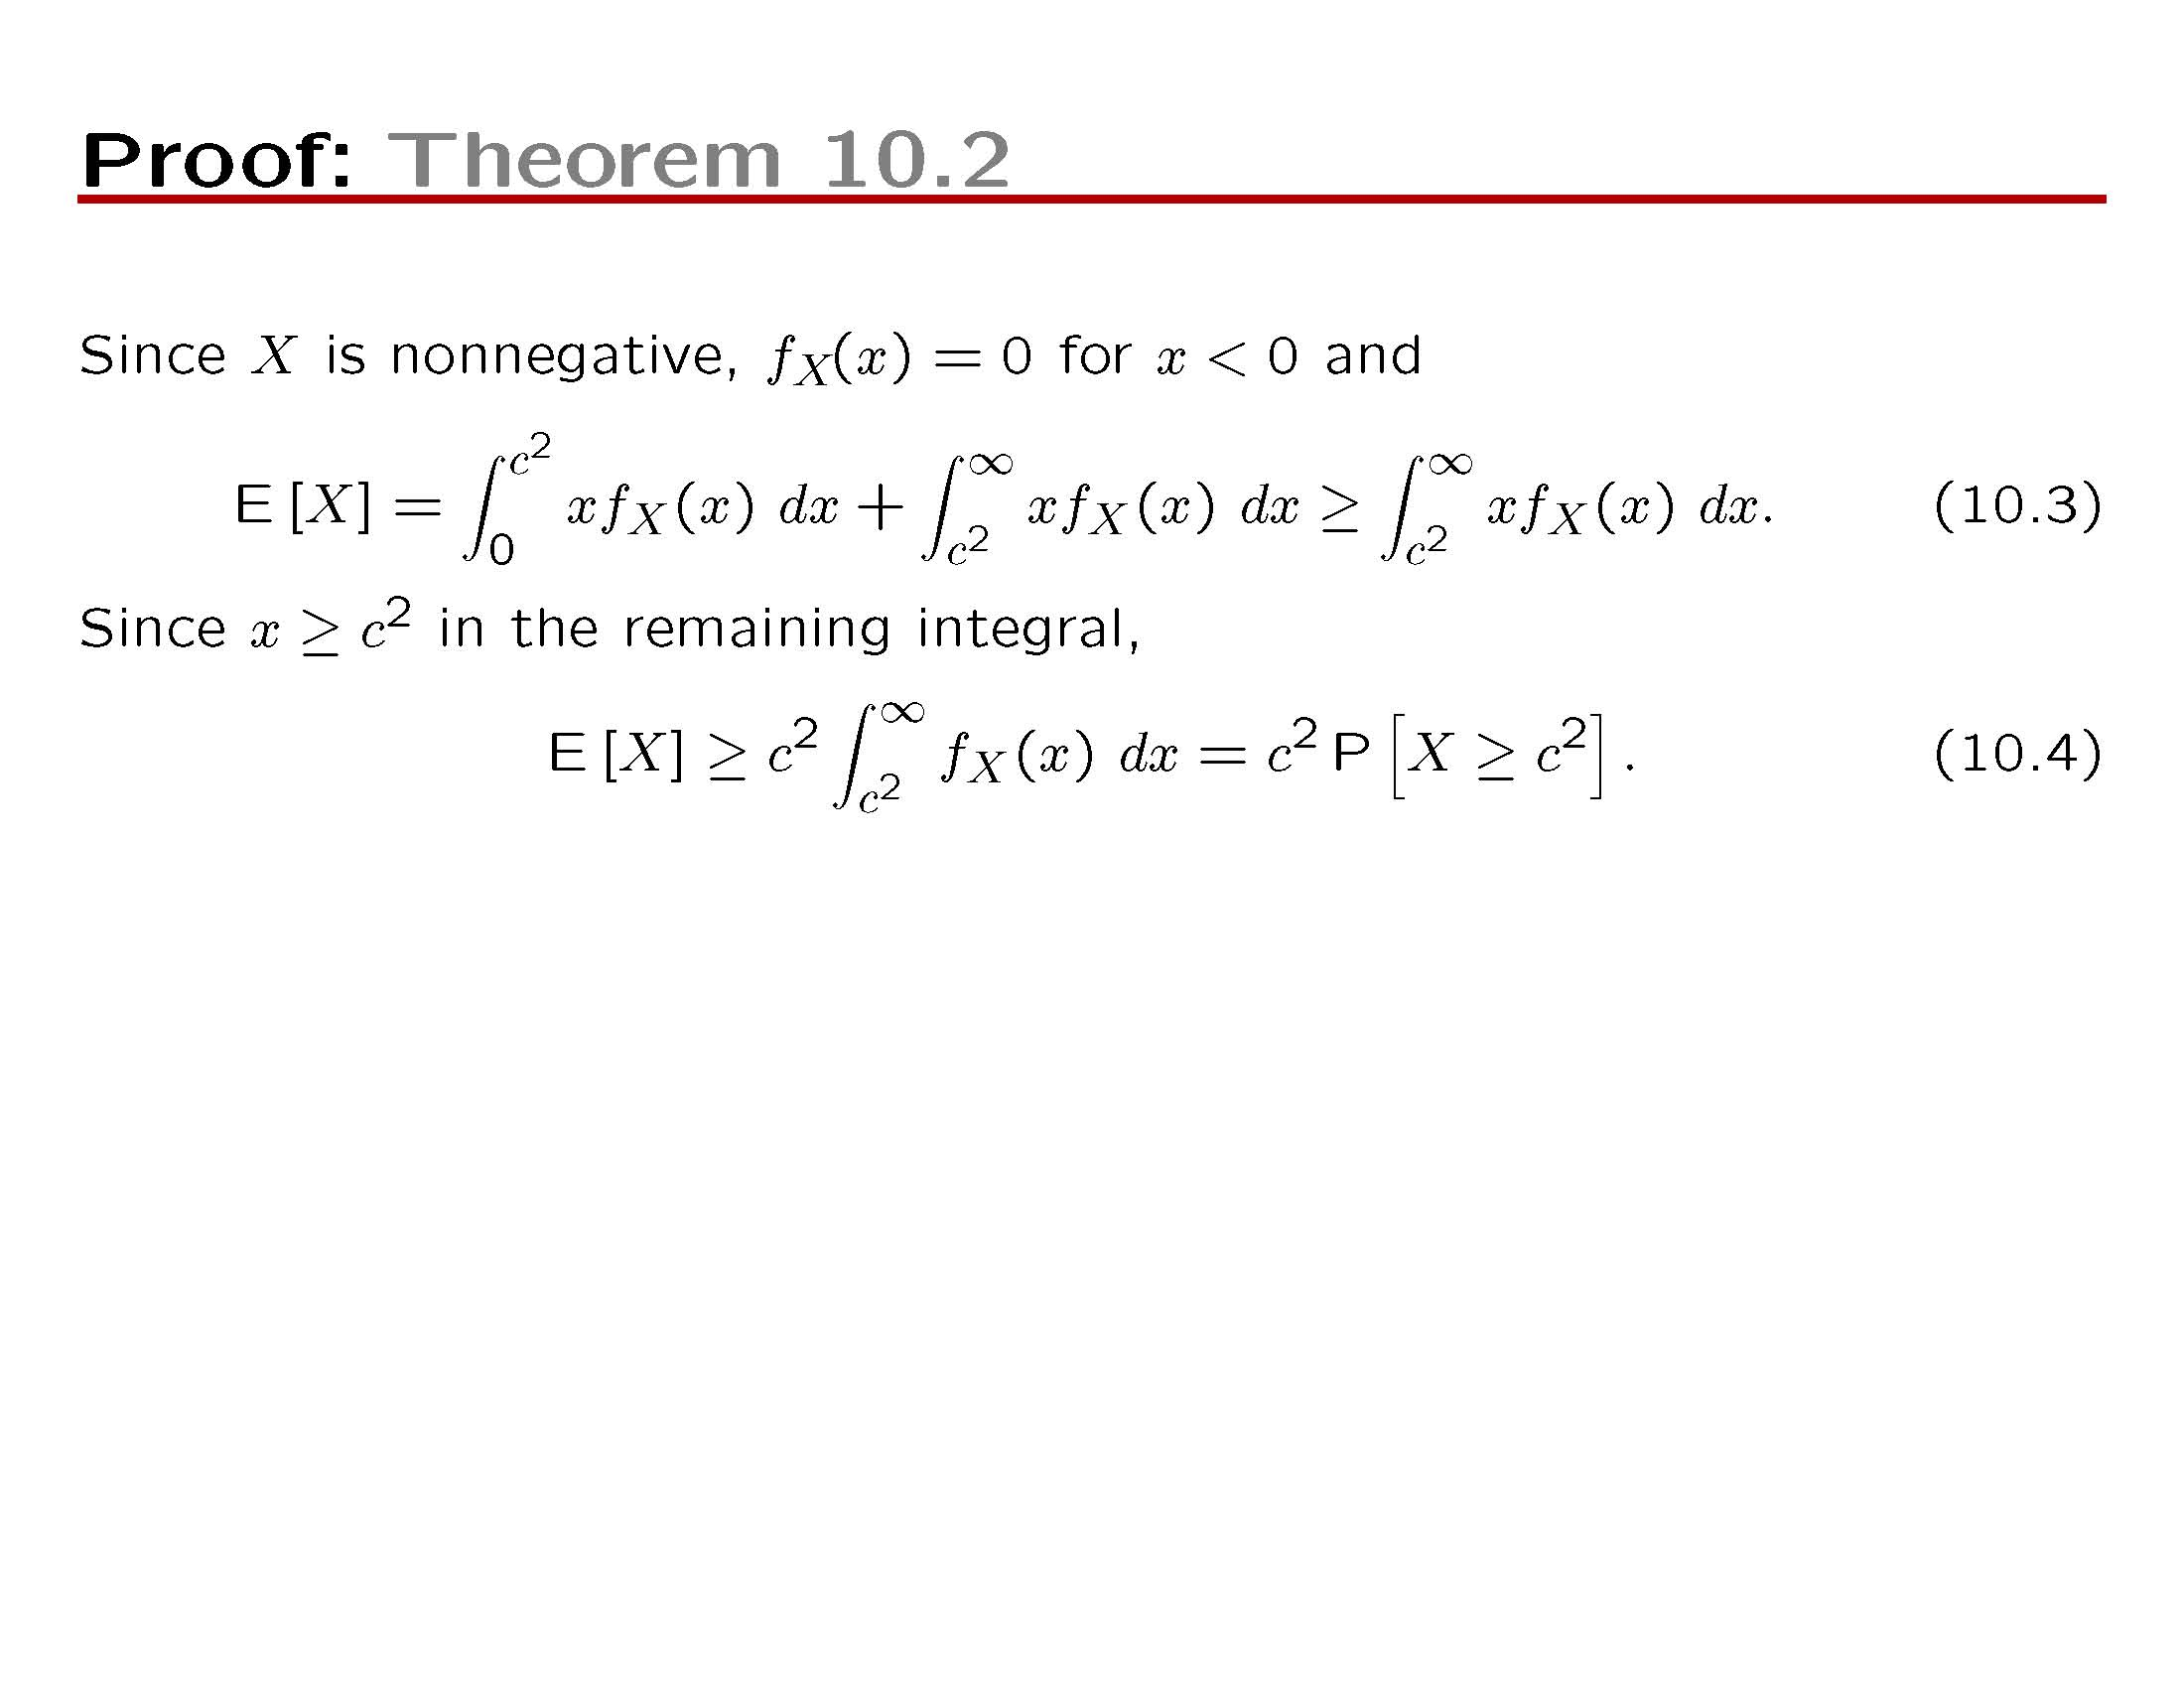 Proof: Theorem 10.2
Since X is nonnegative, f_X(x) = 0 for x < 0 and
E [X] = ∫_0^{c^2} x f_X(x) dx + ∫_{c^2}^∞ x f_X(x) dx ≥ ∫_{c^2}^∞ x f_X(x) dx. (10.3)
Since x ≥ c^2 in the remaining integral,
E [X] ≥ c^2 ∫_{c^2}^∞ f_X(x) dx = c^2 P [X ≥ c^2] . (10.4)